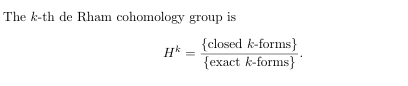 The k-th de Rham cohomology group is
H^k = {closed k-forms} / {exact k-forms}.